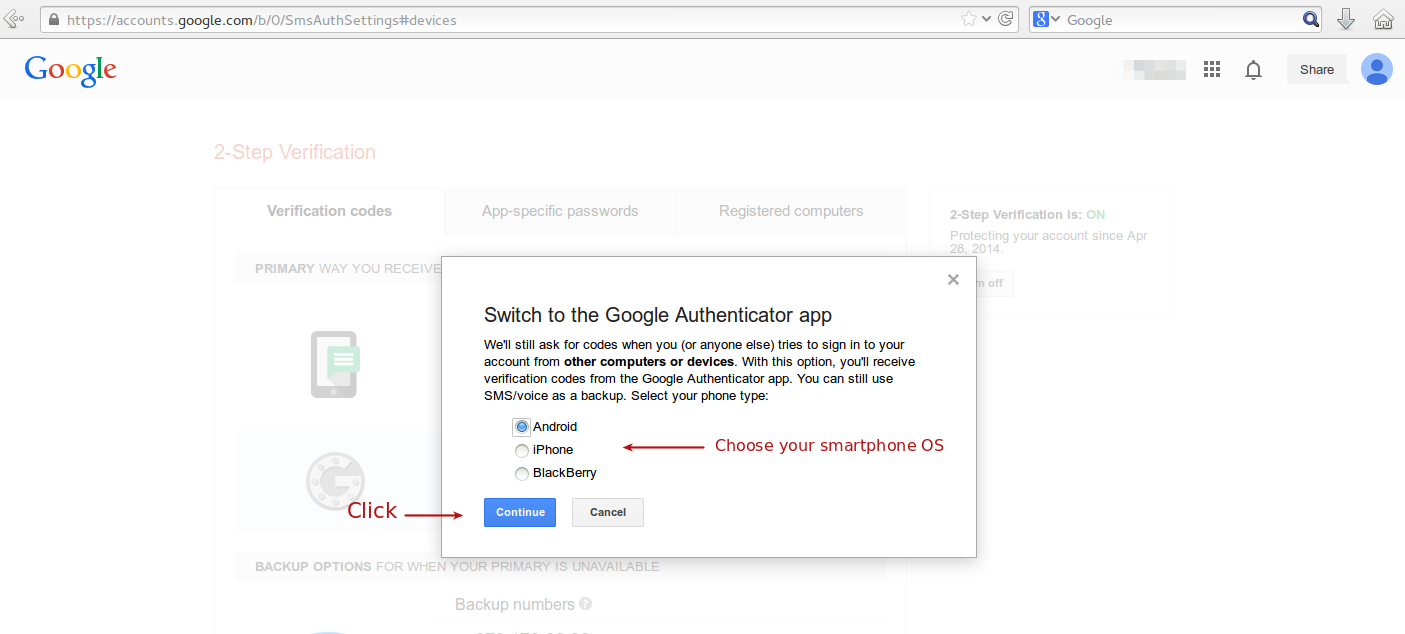 https://accounts.google.com/b/0/SmsAuthSettings#devices
Google
Google
Share
2-Step Verification
Verification codes
App-specific passwords
Registered computers
2-Step Verification is: ON
Protecting your account since Apr
28, 2014.
off
PRIMARY WAY YOU RECEIVE
Switch to the Google Authenticator app
We'll still ask for codes when you (or anyone else) tries to sign in to your
account from other computers or devices. With this option, you'll receive
verification codes from the Google Authenticator app. You can still use
SMS/voice as a backup. Select your phone type:
Android
iPhone
BlackBerry
Choose your smartphone OS
Click
Continue
Cancel
BACKUP OPTIONS FOR WHEN YOUR PRIMARY IS UNAVAILABLE
Backup numbers